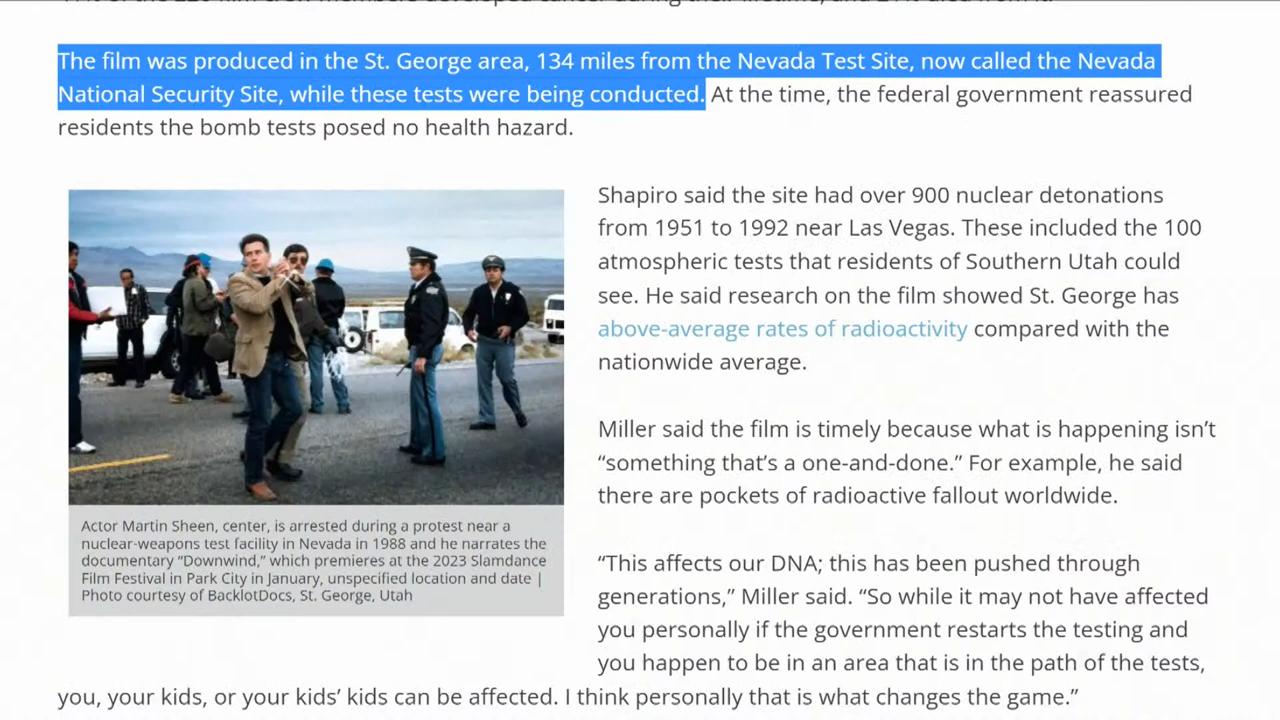 The film was produced in the St. George area, 134 miles from the Nevada Test Site, now called the Nevada
National Security Site, while these tests were being conducted. At the time, the federal government reassured
residents the bomb tests posed no health hazard.
Actor Martin Sheen, center, is arrested during a protest near a
nuclear-weapons test facility in Nevada in 1988 and he narrates the
documentary “Downwind,” which premieres at the 2023 Slamdance
Film Festival in Park City in January, unspecified location and date |
Photo courtesy of BacklotDocs, St. George, Utah
Shapiro said the site had over 900 nuclear detonations
from 1951 to 1992 near Las Vegas. These included the 100
atmospheric tests that residents of Southern Utah could
see. He said research on the film showed St. George has
above-average rates of radioactivity compared with the
nationwide average.
Miller said the film is timely because what is happening isn’t
“something that’s a one-and-done.” For example, he said
there are pockets of radioactive fallout worldwide.
“This affects our DNA; this has been pushed through
generations,” Miller said. “So while it may not have affected
you personally if the government restarts the testing and
you happen to be in an area that is in the path of the tests,
you, your kids, or your kids’ kids can be affected. I think personally that is what changes the game.”